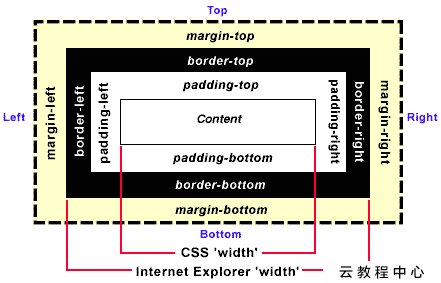 Top
margin-top
border-top
padding-top
Left
margin-left
border-left
padding-left
Content
padding-right
border-right
margin-right
Right
padding-bottom
border-bottom
margin-bottom
Bottom
CSS 'width'
Internet Explorer 'width'
云教程中心